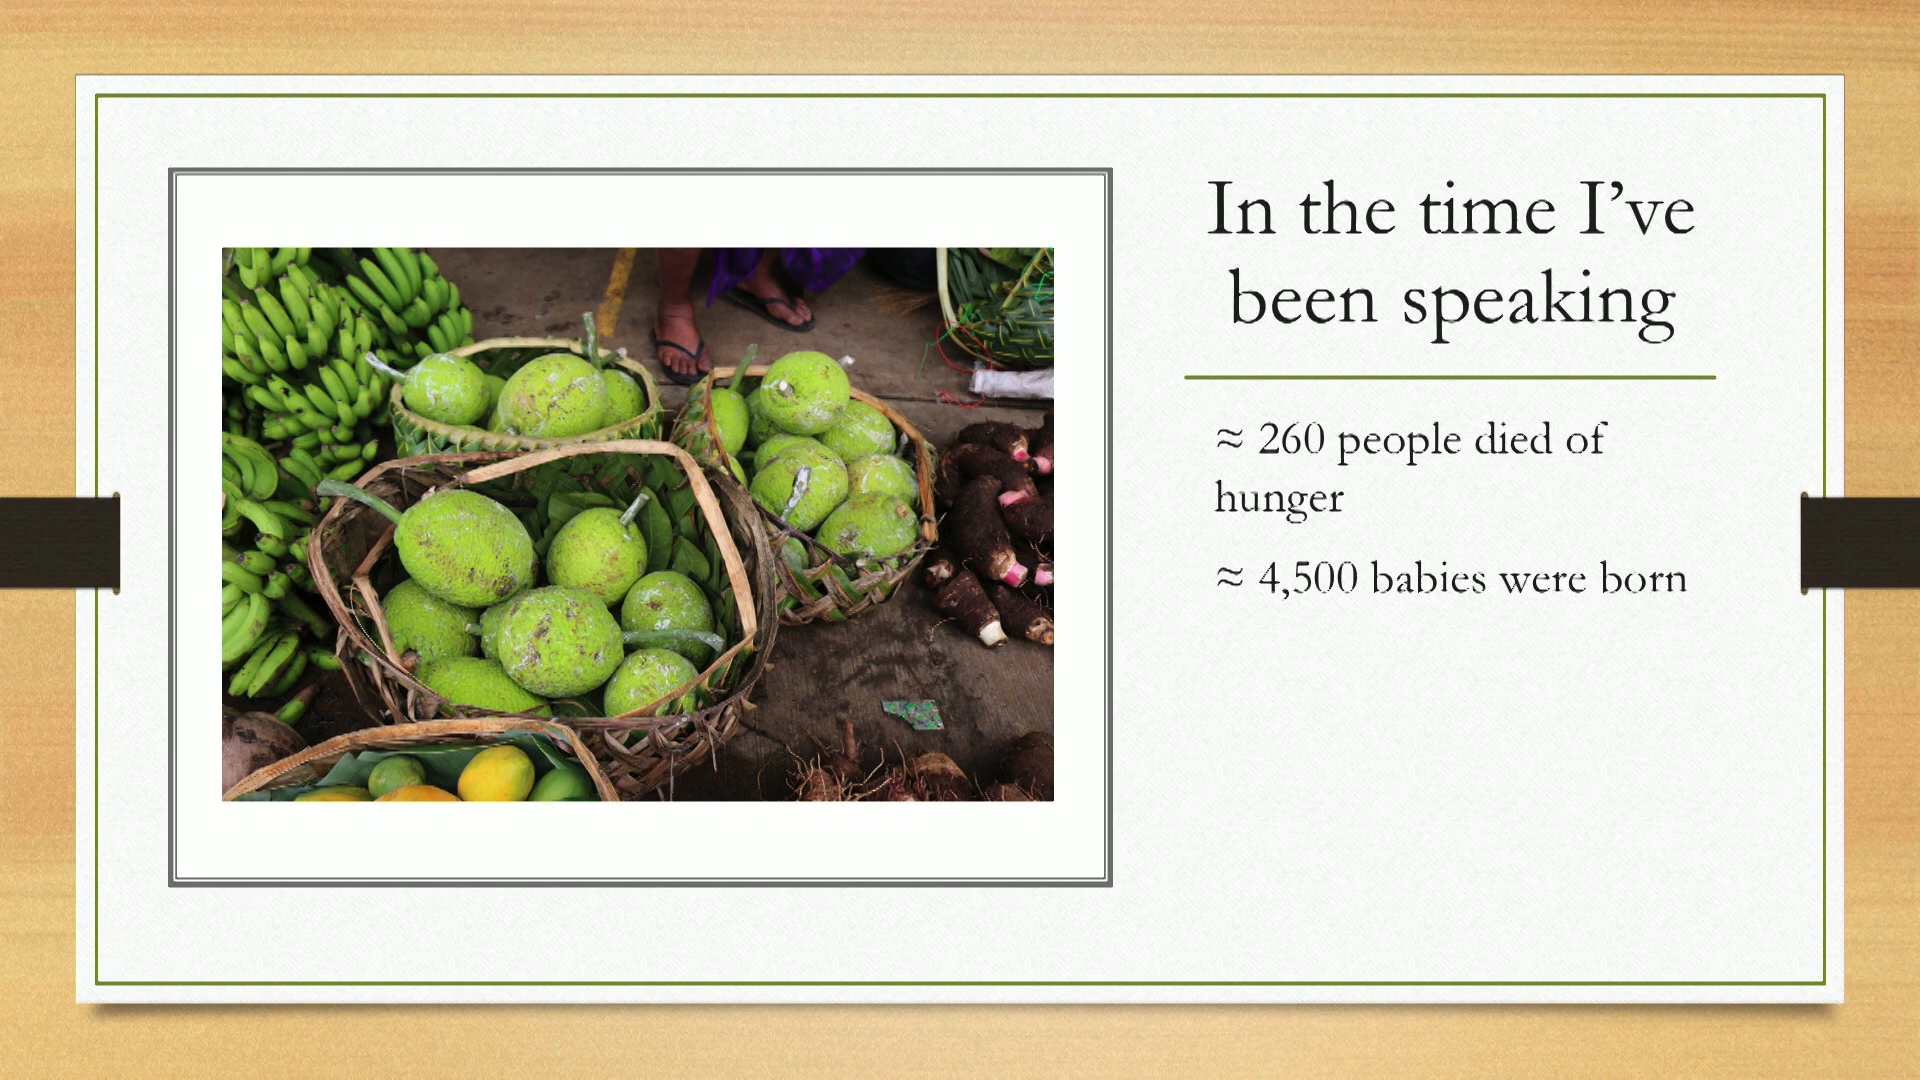 In the time I’ve
been speaking
≈ 260 people died of
hunger
≈ 4,500 babies were born